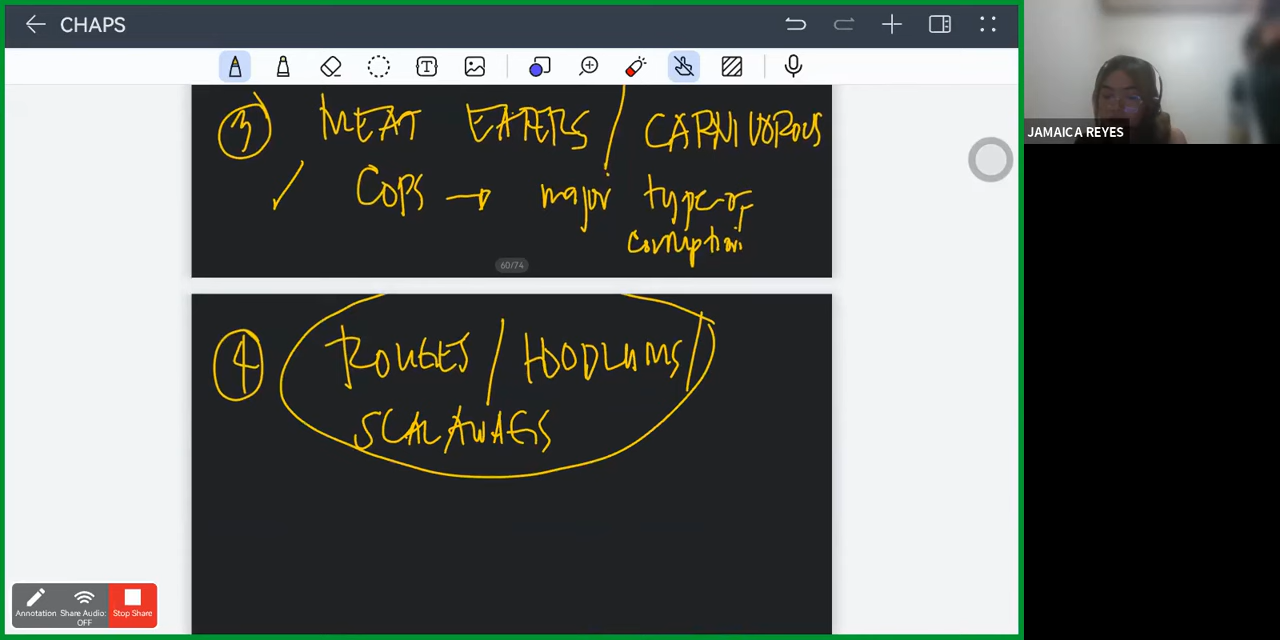 CHAPS
JAMAICA REYES
3 MEAT EATERS / CARNIVOROUS
COPS → major type of
corruption
60/74
4 ROUGES / HOODLUMS /
SCALAWAGS
Annotation Share Audio: OFF Stop Share